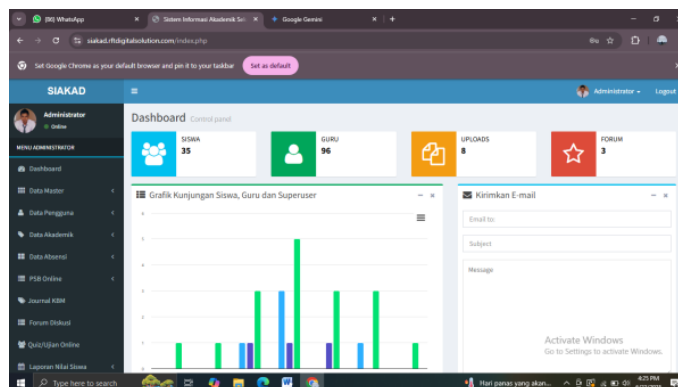 (30) WhatsApp
Sistem Informasi Akademik Sek
Google Gemini
siakad.rftdigitalsolution.com/index.php
Set Google Chrome as your default browser and pin it to your taskbar
Set as default
SIAKAD
Administrator
Logout
Administrator
Online
Dashboard Control panel
SISWA
35
GURU
96
UPLOADS
8
FORUM
3
MENU ADMINISTRATOR
Dashboard
Data Master
Data Pengguna
Data Akademik
Data Absensi
PSB Online
Journal KBM
Forum Diskusi
Quiz/Ujian Online
Laporan Nilai Siswa
Grafik Kunjungan Siswa, Guru dan Superuser
Kirimkan E-mail
Email to:
Subject
Message
Activate Windows
Go to Settings to activate Windows.
Type here to search
Hari panas yang akan...
4:25 PM